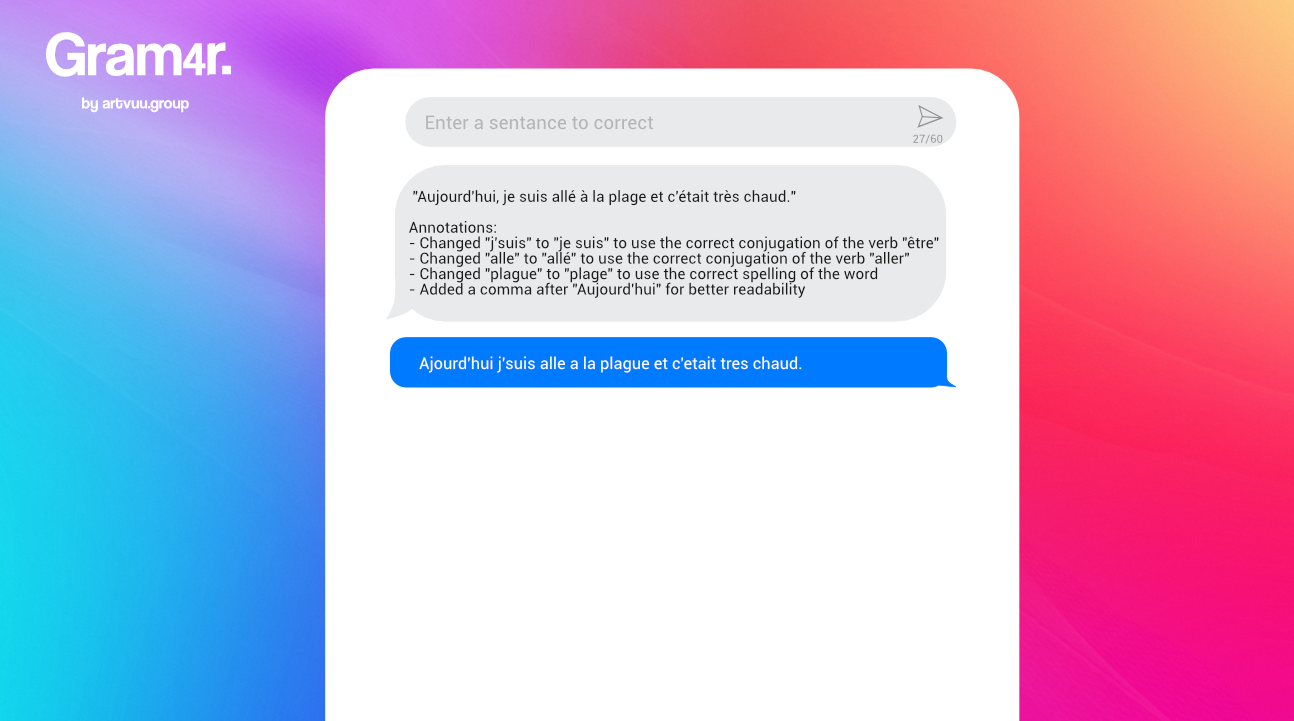 Gram4r.
by artvuu.group
Enter a sentance to correct
27/60
"Aujourd'hui, je suis allé à la plage et c'était très chaud."
Annotations:
- Changed "j'suis" to "je suis" to use the correct conjugation of the verb "être"
- Changed "alle" to "allé" to use the correct conjugation of the verb "aller"
- Changed "plague" to "plage" to use the correct spelling of the word
- Added a comma after "Aujourd'hui" for better readability
Ajourd'hui j'suis alle a la plague et c'etait tres chaud.